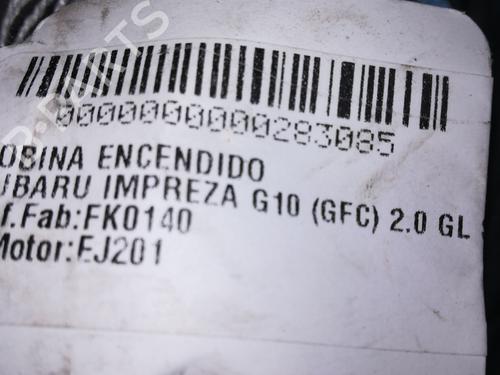 0000000000283085
OBINA ENCENDIDO
UBARU IMPREZA G10 (GFC) 2.0 GL
f.Fab:FK0140
Motor:EJ201